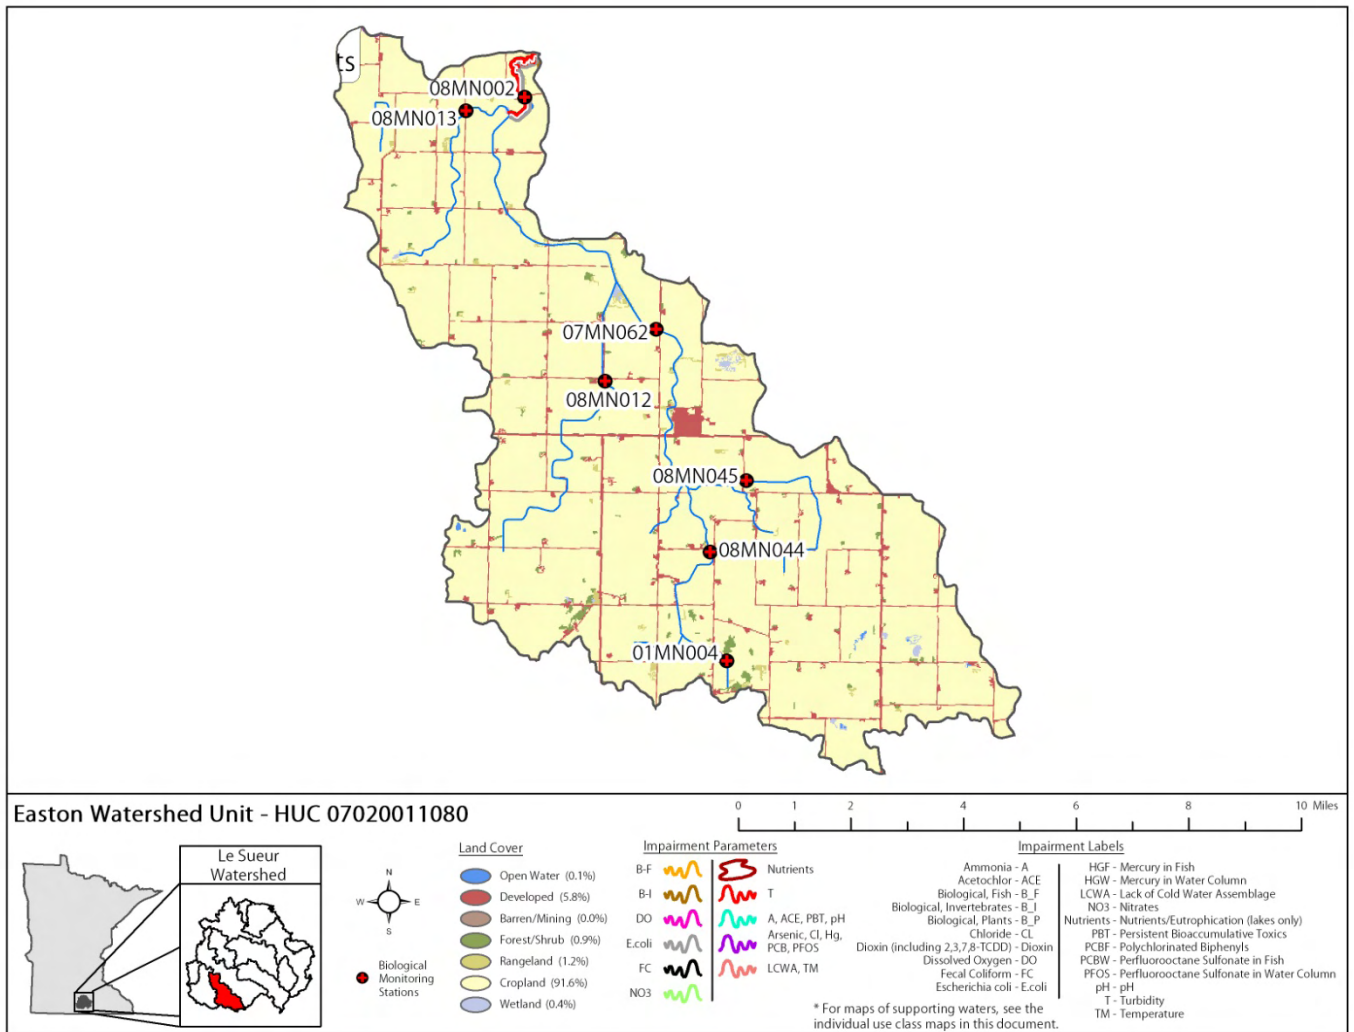 ts
08MN002
08MN013
07MN062
08MN012
08MN045
08MN044
01MN004
Easton Watershed Unit - HUC 07020011080
0 1 2 4 6 8 10 Miles
Le Sueur
Watershed
N
W E
S
Biological
Monitoring
Stations
Land Cover
Open Water (0.1%)
Developed (5.8%)
Barren/Mining (0.0%)
Forest/Shrub (0.9%)
Rangeland (1.2%)
Cropland (91.6%)
Wetland (0.4%)
Impairment Parameters
B-F
B-I
DO
E.coli
FC
NO3
Nutrients
T
A, ACE, PBT, pH
Arsenic, Cl, Hg,
PCB, PFOS
LCWA, TM
Impairment Labels
Ammonia - A
Acetochlor - ACE
Biological, Fish - B_F
Biological, Invertebrates - B_I
Biological, Plants - B_P
Chloride - CL
Dioxin (including 2,3,7,8-TCDD) - Dioxin
Dissolved Oxygen - DO
Fecal Coliform - FC
Escherichia coli - E.coli
HGF - Mercury in Fish
HGW - Mercury in Water Column
LCWA - Lack of Cold Water Assemblage
NO3 - Nitrates
Nutrients - Nutrients/Eutrophication (lakes only)
PBT - Persistent Bioaccumulative Toxics
PCBF - Polychlorinated Biphenyls
PCBW - Perfluorooctane Sulfonate in Fish
PFOS - Perfluorooctane Sulfonate in Water Column
pH - pH
T - Turbidity
TM - Temperature
* For maps of supporting waters, see the
individual use class maps in this document.